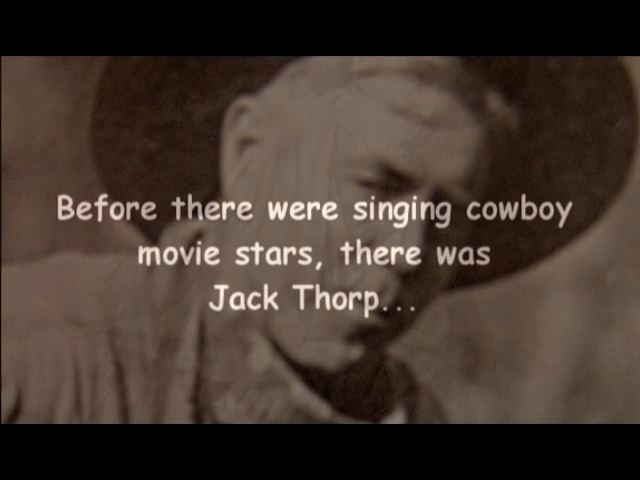 Before there were singing cowboy
movie stars, there was
Jack Thorp...